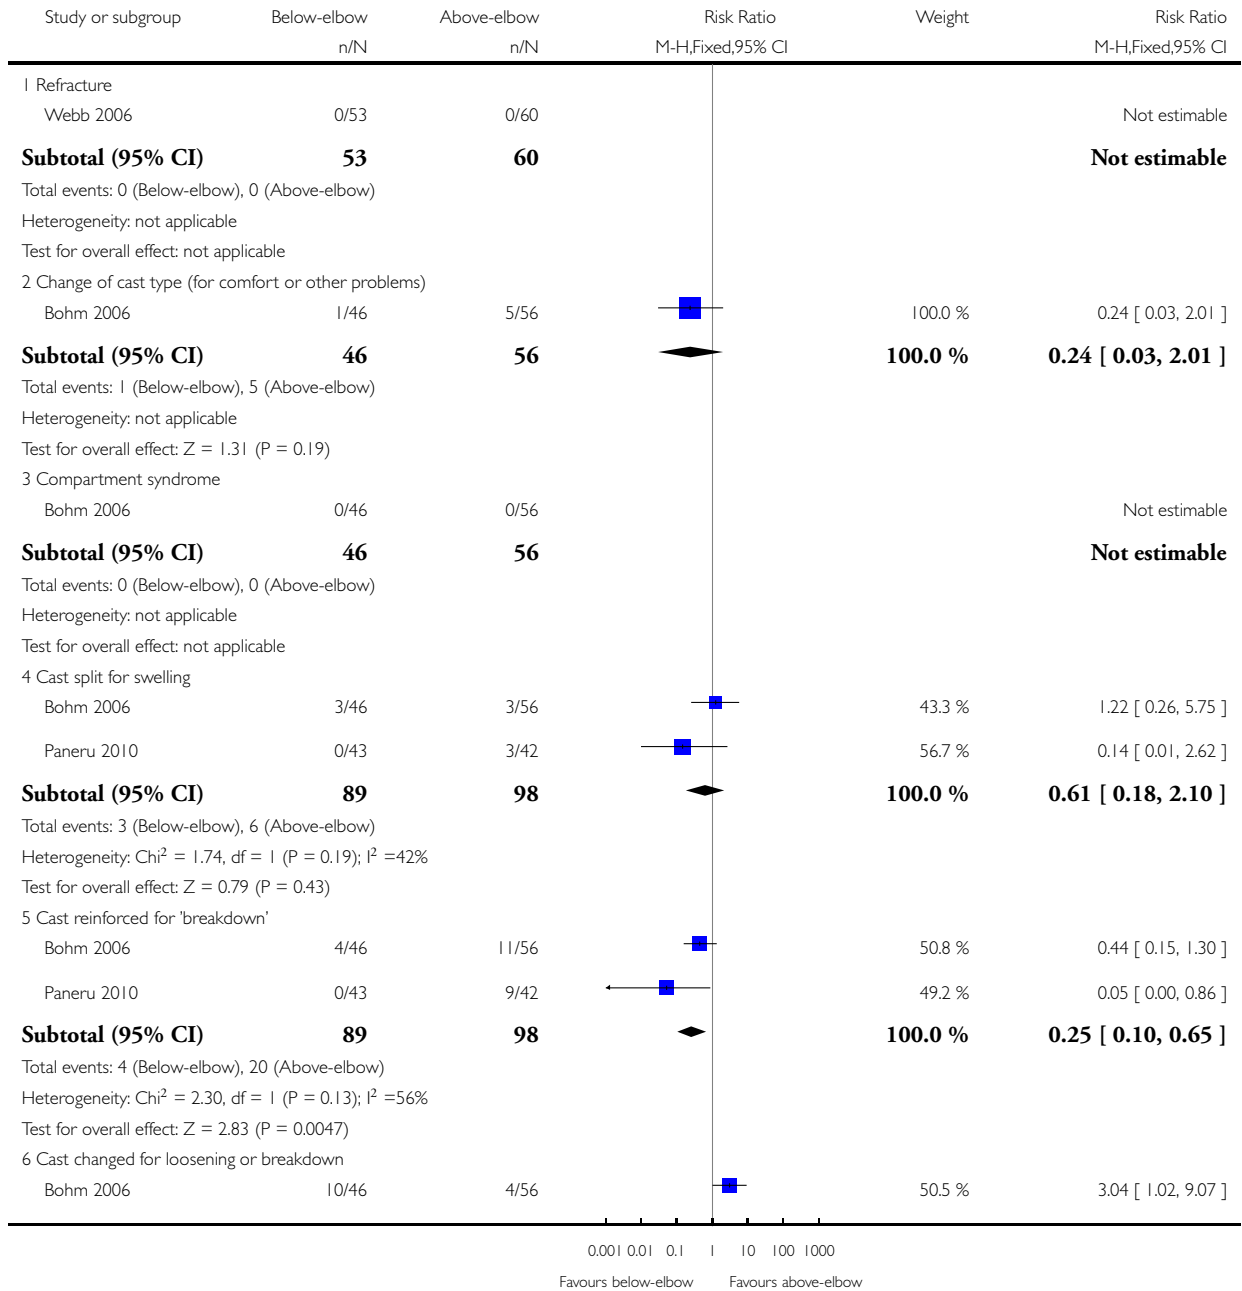 Study or subgroup Below-elbow Above-elbow Risk Ratio Weight Risk Ratio
n/N n/N M-H,Fixed,95% CI M-H,Fixed,95% CI
1 Refracture
Webb 2006 0/53 0/60 Not estimable
Subtotal (95% CI) 53 60 Not estimable
Total events: 0 (Below-elbow), 0 (Above-elbow)
Heterogeneity: not applicable
Test for overall effect: not applicable
2 Change of cast type (for comfort or other problems)
Bohm 2006 1/46 5/56 100.0 % 0.24 [ 0.03, 2.01 ]
Subtotal (95% CI) 46 56 100.0 % 0.24 [ 0.03, 2.01 ]
Total events: 1 (Below-elbow), 5 (Above-elbow)
Heterogeneity: not applicable
Test for overall effect: Z = 1.31 (P = 0.19)
3 Compartment syndrome
Bohm 2006 0/46 0/56 Not estimable
Subtotal (95% CI) 46 56 Not estimable
Total events: 0 (Below-elbow), 0 (Above-elbow)
Heterogeneity: not applicable
Test for overall effect: not applicable
4 Cast split for swelling
Bohm 2006 3/46 3/56 43.3 % 1.22 [ 0.26, 5.75 ]
Paneru 2010 0/43 3/42 56.7 % 0.14 [ 0.01, 2.62 ]
Subtotal (95% CI) 89 98 100.0 % 0.61 [ 0.18, 2.10 ]
Total events: 3 (Below-elbow), 6 (Above-elbow)
Heterogeneity: Chi² = 1.74, df = 1 (P = 0.19); I² =42%
Test for overall effect: Z = 0.79 (P = 0.43)
5 Cast reinforced for 'breakdown'
Bohm 2006 4/46 11/56 50.8 % 0.44 [ 0.15, 1.30 ]
Paneru 2010 0/43 9/42 49.2 % 0.05 [ 0.00, 0.86 ]
Subtotal (95% CI) 89 98 100.0 % 0.25 [ 0.10, 0.65 ]
Total events: 4 (Below-elbow), 20 (Above-elbow)
Heterogeneity: Chi² = 2.30, df = 1 (P = 0.13); I² =56%
Test for overall effect: Z = 2.83 (P = 0.0047)
6 Cast changed for loosening or breakdown
Bohm 2006 10/46 4/56 50.5 % 3.04 [ 1.02, 9.07 ]
0.001 0.01 0.1 1 10 100 1000
Favours below-elbow Favours above-elbow